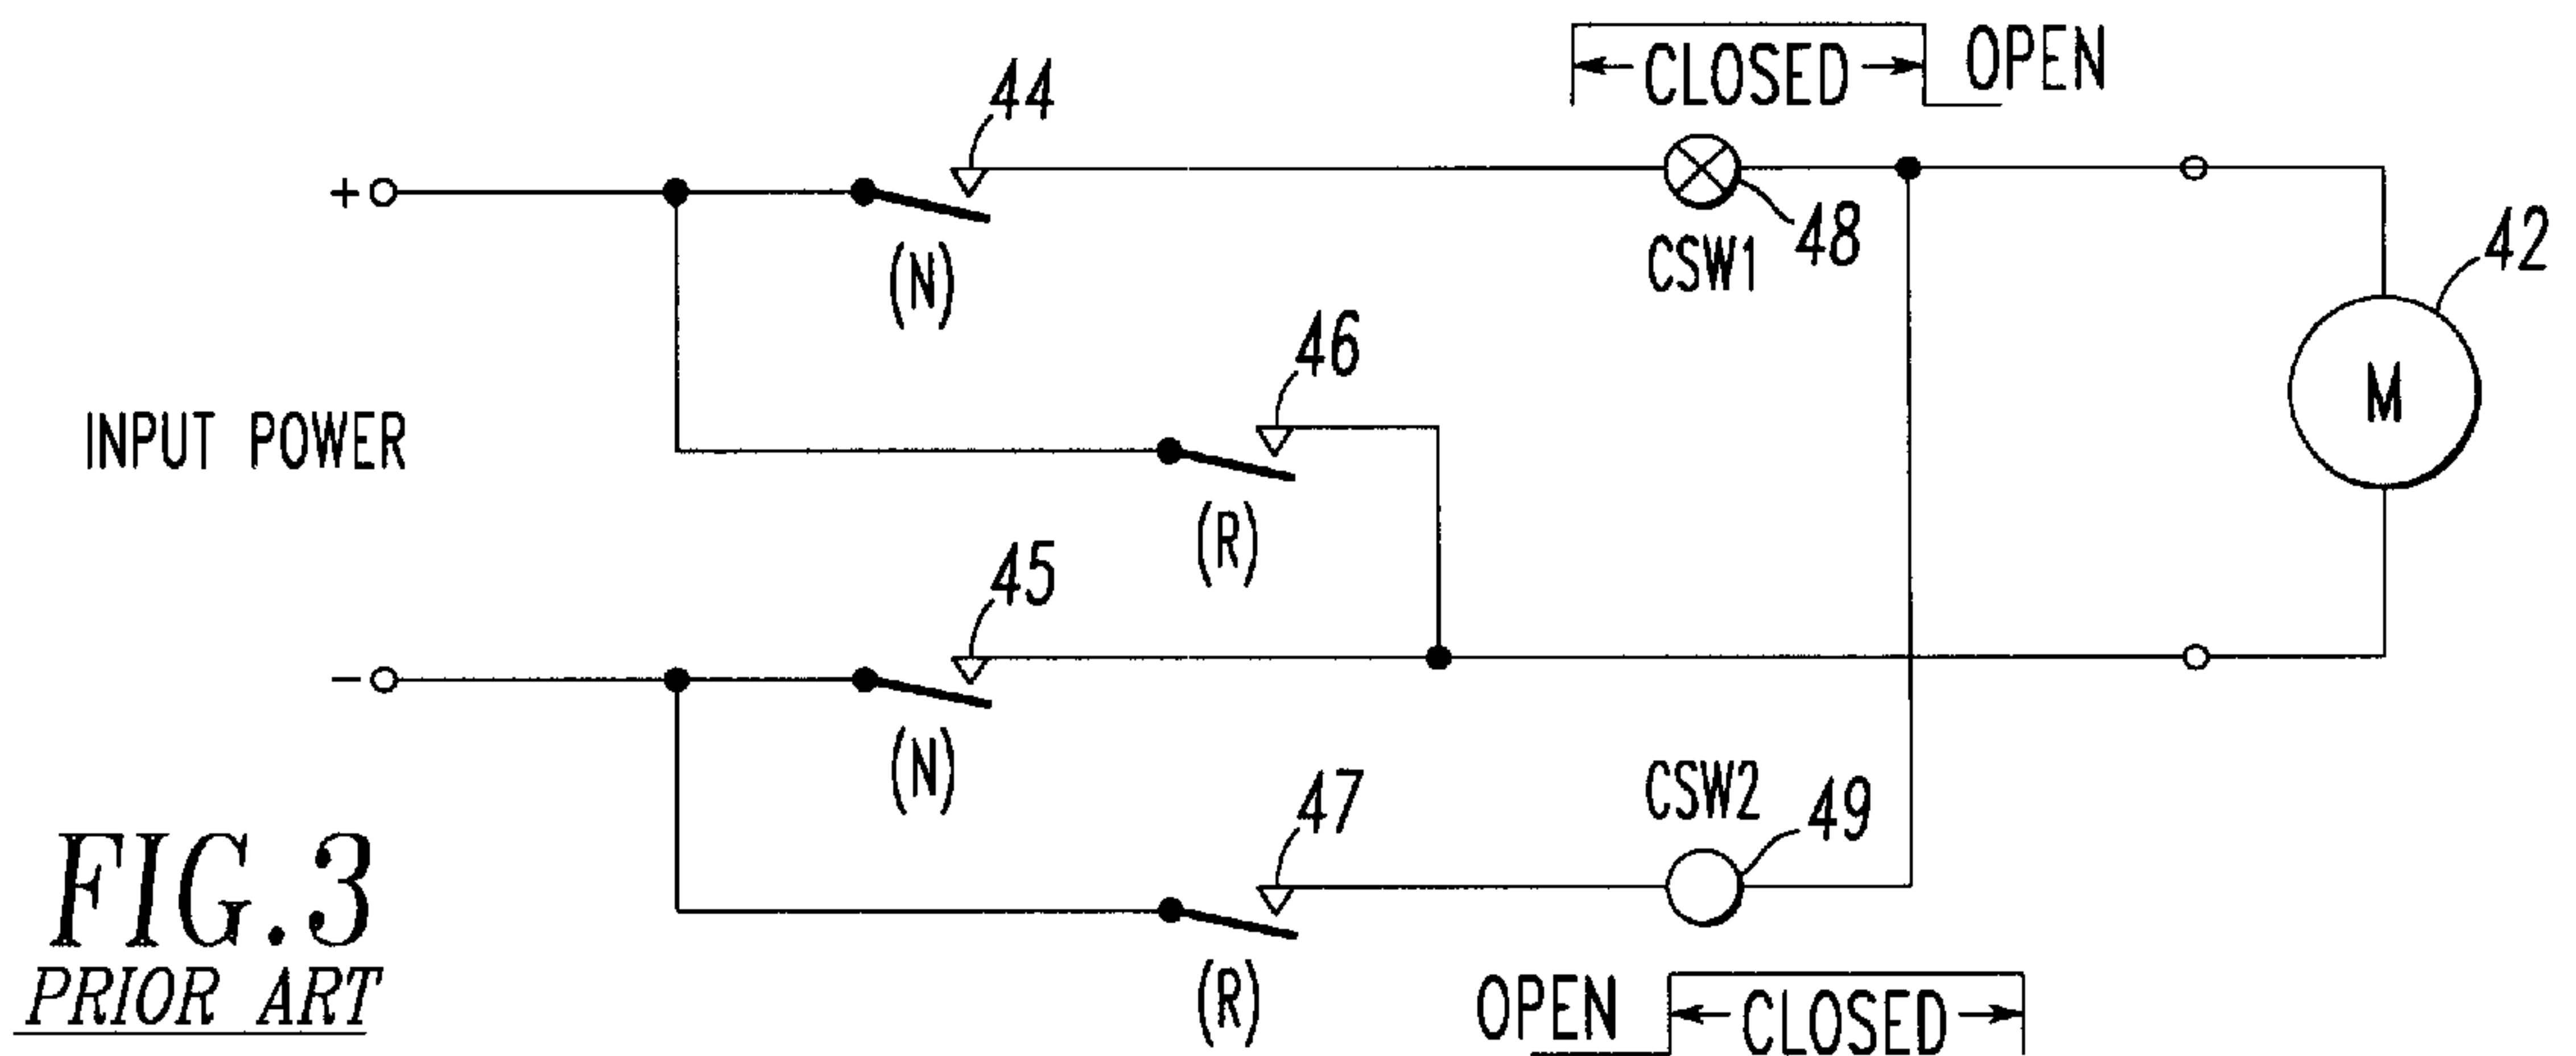 CLOSED OPEN
44
+
(N)
CSW1
48
42
M
46
INPUT POWER
(R)
45
-
(N)
47
CSW2
49
(R)
OPEN CLOSED
FIG.3
PRIOR ART